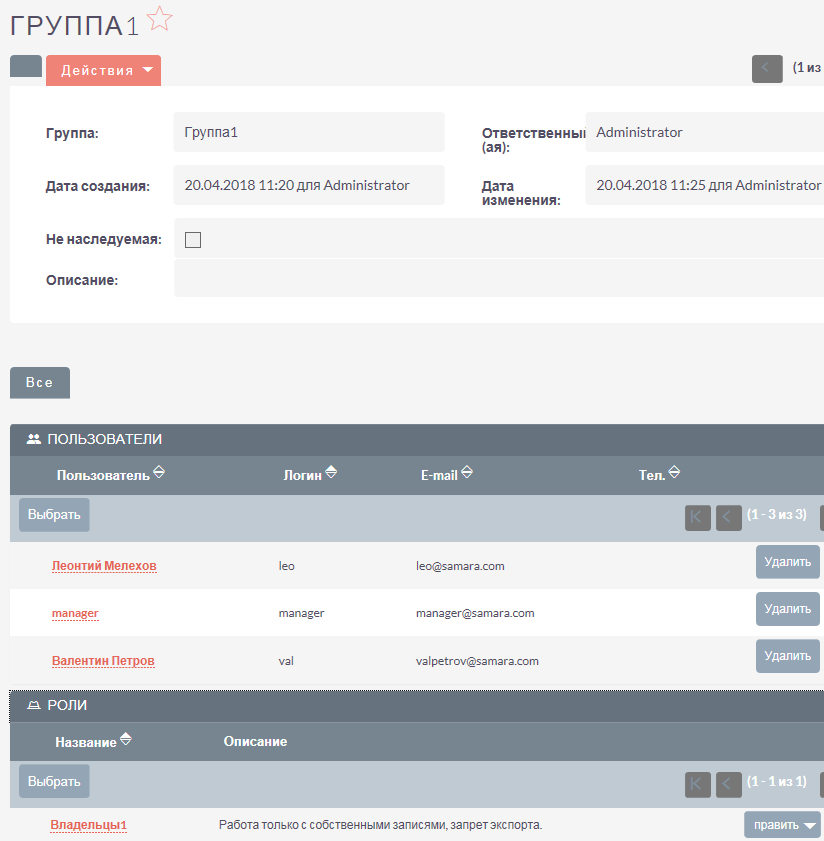 ГРУППА1
Действия
(1 из
Группа: Группа1 Ответственный (ая): Administrator
Дата создания: 20.04.2018 11:20 для Administrator Дата изменения: 20.04.2018 11:25 для Administrator
Не наследуемая:
Описание:
Все
ПОЛЬЗОВАТЕЛИ
Пользователь Логин E-mail Тел.
Выбрать (1 - 3 из 3)
Леонтий Мелехов leo leo@samara.com Удалить
manager manager manager@samara.com Удалить
Валентин Петров val valpetrov@samara.com Удалить
РОЛИ
Название Описание
Выбрать (1 - 1 из 1)
Владельцы1 Работа только с собственными записями, запрет экспорта. править